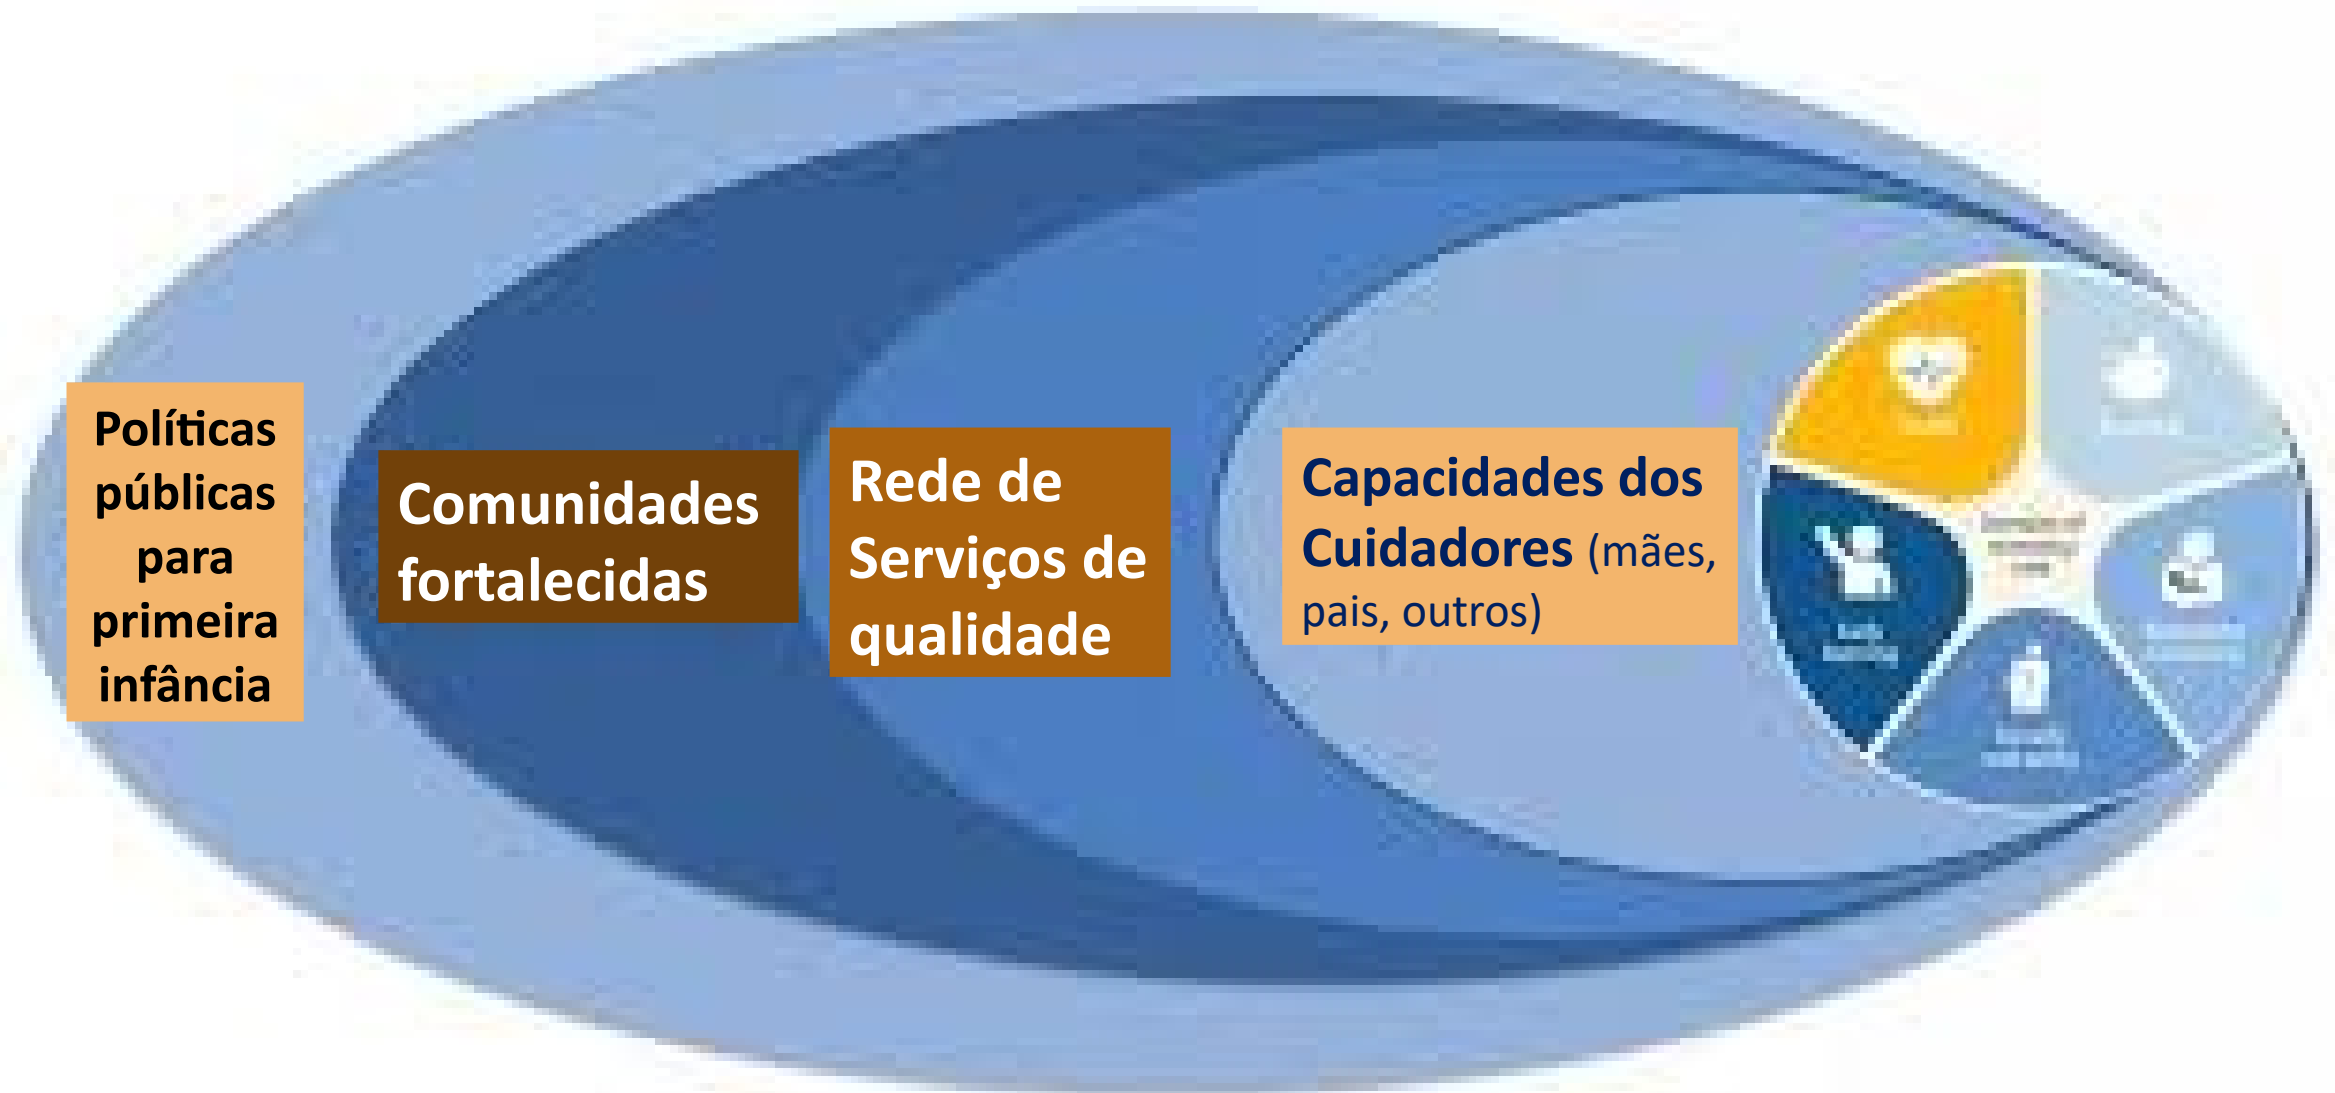 Políticas
públicas
para
primeira
infância
Comunidades
fortalecidas
Rede de
Serviços de
qualidade
Capacidades dos
Cuidadores (mães,
pais, outros)